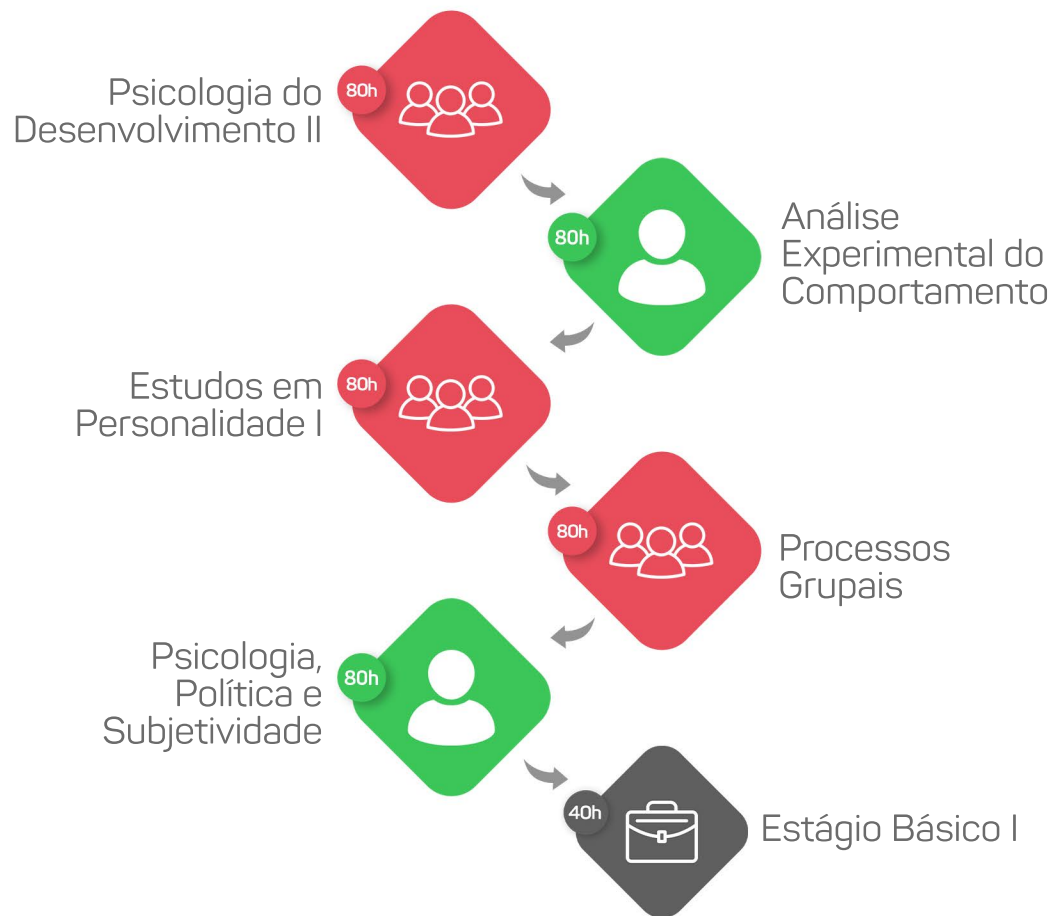 Psicologia do
Desenvolvimento II
80h
80h
Análise
Experimental do
Comportamento
Estudos em
Personalidade I
80h
80h
Processos
Grupais
Psicologia,
Política e
Subjetividade
80h
40h
Estágio Básico I